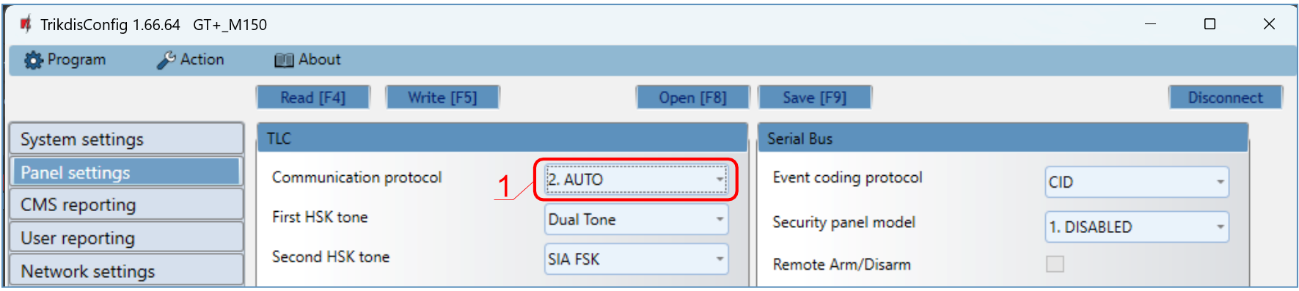 TrikdisConfig 1.66.64 GT+_M150
Program Action About
Read [F4] Write [F5] Open [F8] Save [F9] Disconnect
System settings
Panel settings
CMS reporting
User reporting
Network settings
TLC
Communication protocol 1 2. AUTO
First HSK tone Dual Tone
Second HSK tone SIA FSK
Serial Bus
Event coding protocol CID
Security panel model 1. DISABLED
Remote Arm/Disarm